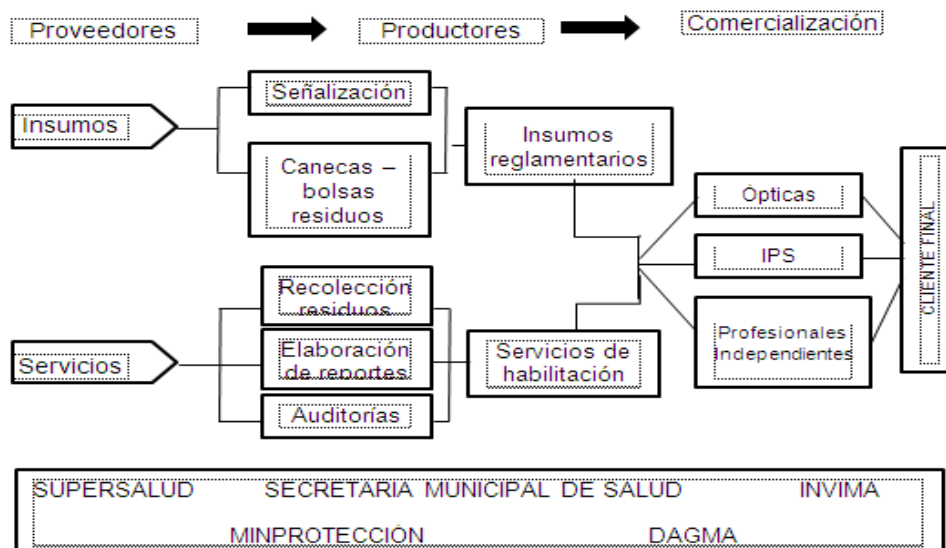 Proveedores Productores Comercialización
Señalización
Insumos
Canecas –
bolsas
residuos
Insumos
reglamentarios
Ópticas
IPS
Profesionales
Independientes
CLIENTE FINAL
Recolección
residuos
Servicios
Elaboración
de reportes
Auditorías
Servicios de
habilitación
SUPERSALUD SECRETARIA MUNICIPAL DE SALUD INVIMA
MINPROTECCIÓN DAGMA